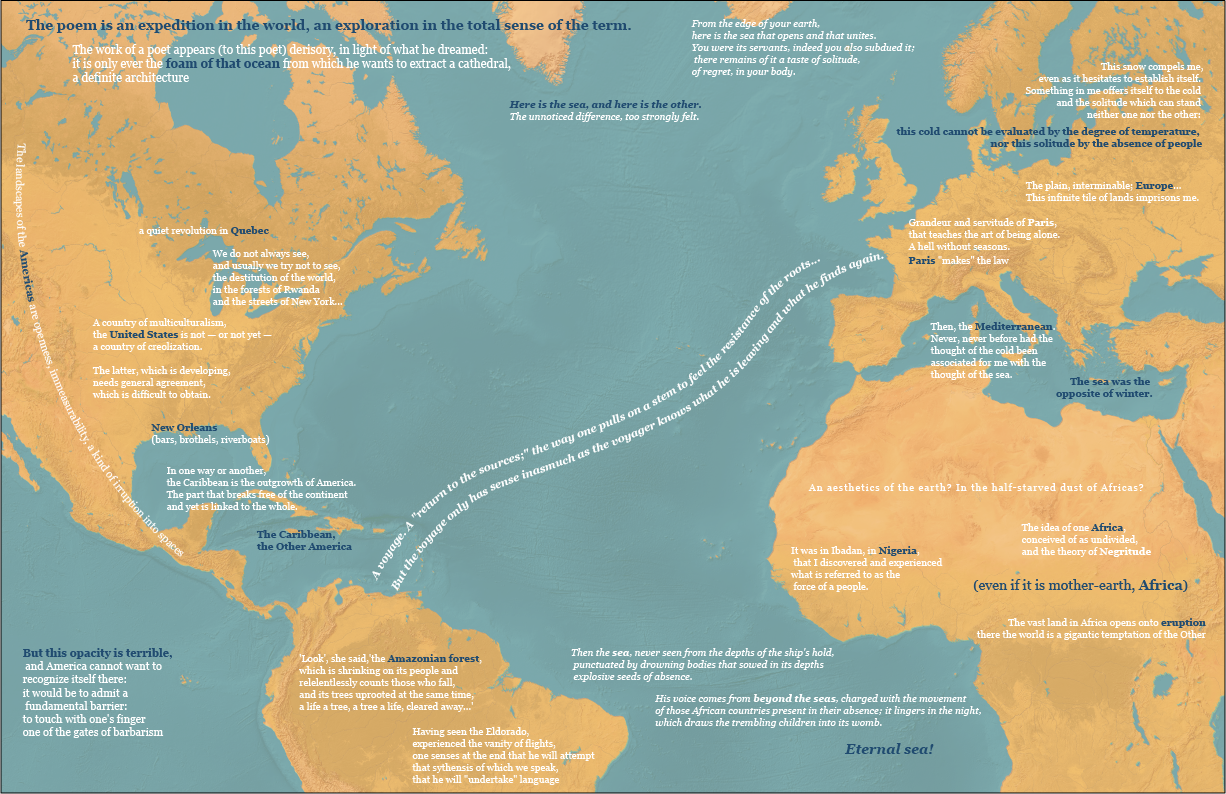 The poem is an expedition in the world, an exploration in the total sense of the term.
The work of a poet appears (to this poet) derisory, in light of what he dreamed:
it is only ever the foam of that ocean from which he wants to extract a cathedral,
a definite architecture
From the edge of your earth,
here is the sea that opens and that unites.
You were its servants, indeed you also subdued it;
there remains of it a taste of solitude,
of regret, in your body.
Here is the sea, and here is the other.
The unnoticed difference, too strongly felt.
This snow compels me,
even as it hesitates to establish itself.
Something in me offers itself to the cold
and the solitude which can stand
neither one nor the other:
this cold cannot be evaluated by the degree of temperature,
nor this solitude by the absence of people
The plain, interminable; Europe...
This infinite tile of lands imprisons me.
Grandeur and servitude of Paris,
that teaches the art of being alone.
A hell without seasons.
Paris "makes" the law
The landscapes of the Americas are openness, immeasurability, a kind of irruption into spaces
a quiet revolution in Quebec
We do not always see,
and usually we try not to see,
the destitution of the world,
in the forests of Rwanda
and the streets of New York...
A country of multiculturalism,
the United States is not — or not yet —
a country of creolization.
The latter, which is developing,
needs general agreement,
which is difficult to obtain.
New Orleans
(bars, brothels, riverboats)
In one way or another,
the Caribbean is the outgrowth of America.
The part that breaks free of the continent
and yet is linked to the whole.
The Caribbean,
the Other America
A voyage. A "return to the sources;" the way one pulls on a stem to feel the resistance of the roots...
But the voyage only has sense inasmuch as the voyager knows what he is leaving and what he finds again.
Then, the Mediterranean.
Never, never before had the
thought of the cold been
associated for me with the
thought of the sea.
The sea was the
opposite of winter.
An aesthetics of the earth? In the half-starved dust of Africas?
The idea of one Africa,
conceived of as undivided,
and the theory of Negritude
It was in Ibadan, in Nigeria,
that I discovered and experienced
what is referred to as the
force of a people.
(even if it is mother-earth, Africa)
The vast land in Africa opens onto eruption
there the world is a gigantic temptation of the Other
But this opacity is terrible,
and America cannot want to
recognize itself there:
it would be to admit a
fundamental barrier:
to touch with one's finger
one of the gates of barbarism
'Look', she said,'the Amazonian forest,
which is shrinking on its people and
relelentlessly counts those who fall,
and its trees uprooted at the same time,
a life a tree, a tree a life, cleared away...'
Having seen the Eldorado,
experienced the vanity of flights,
one senses at the end that he will attempt
that sythensis of which we speak,
that he will "undertake" language
Then the sea, never seen from the depths of the ship's hold,
punctuated by drowning bodies that sowed in its depths
explosive seeds of absence.
His voice comes from beyond the seas, charged with the movement
of those African countries present in their absence; it lingers in the night,
which draws the trembling children into its womb.
Eternal sea!